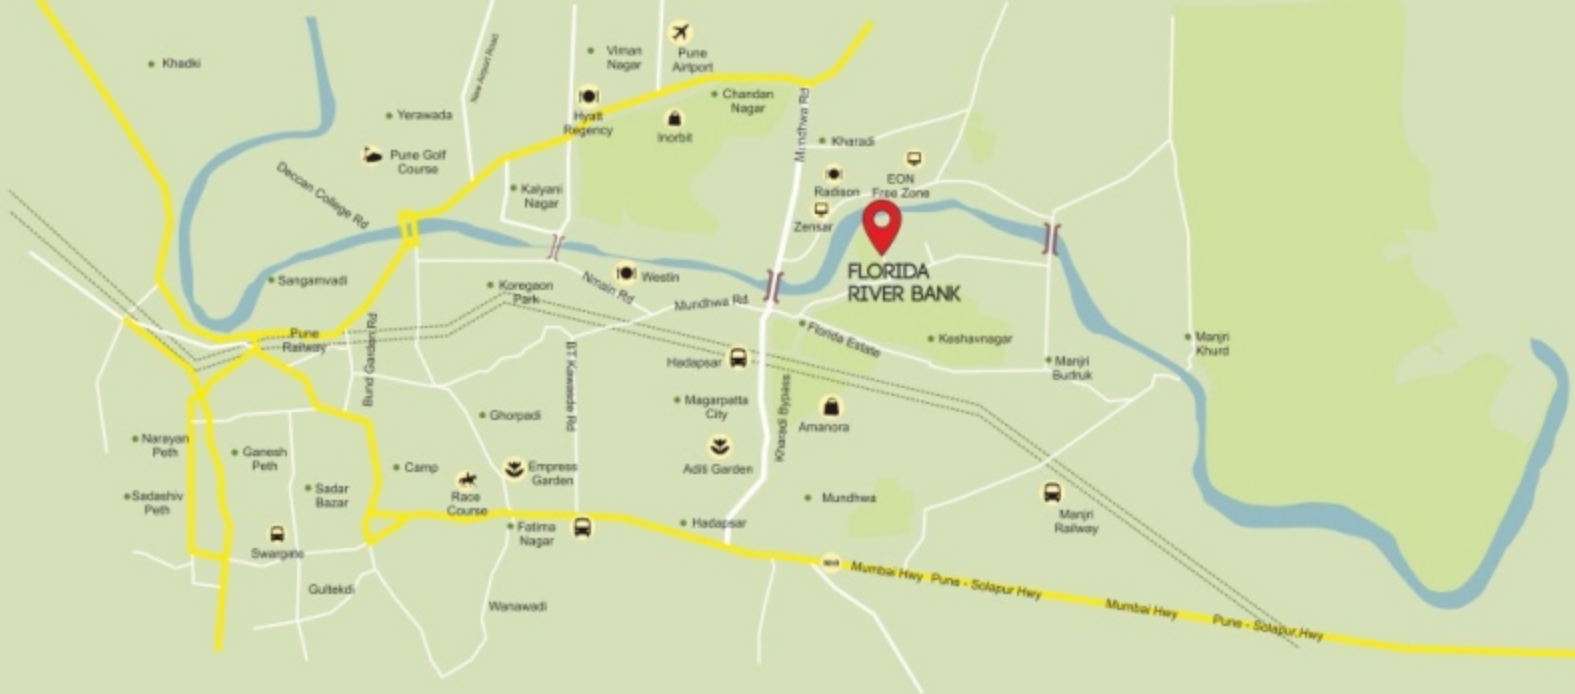 Khadki
Viman
Nagar
Pune
Airtport
New Airport Road
Yerawada
Hyatt
Regency
Chandan
Nagar
Inorbit
Mundhwa Rd
Kharadi
Pune Golf
Course
Deccan College Rd
Kalyani
Nagar
Radison
EON
Free Zone
Zensar
FLORIDA
RIVER BANK
Sangamvadi
Koregaon
Park
Nmain Rd
Westin
Mundhwa Rd
Pune
Railway
Bund Garden Rd
BT Kawade Rd
Florida Estate
Keshavnagar
Manjri
Budruk
Manjri
Khurd
Hadapsar
Kharadi Bypass
Magarpatta
City
Amanora
Ghorpadi
Narayan
Peth
Ganesh
Peth
Camp
Empress
Garden
Aditi Garden
Sadashiv
Peth
Sadar
Bazar
Race
Course
Mundhwa
Manjri
Railway
Fatima
Nagar
Hadapsar
Swargate
Gultekdi
Wanawadi
Mumbai Hwy Pune - Solapur Hwy
Mumbai Hwy
Pune - Solapur Hwy